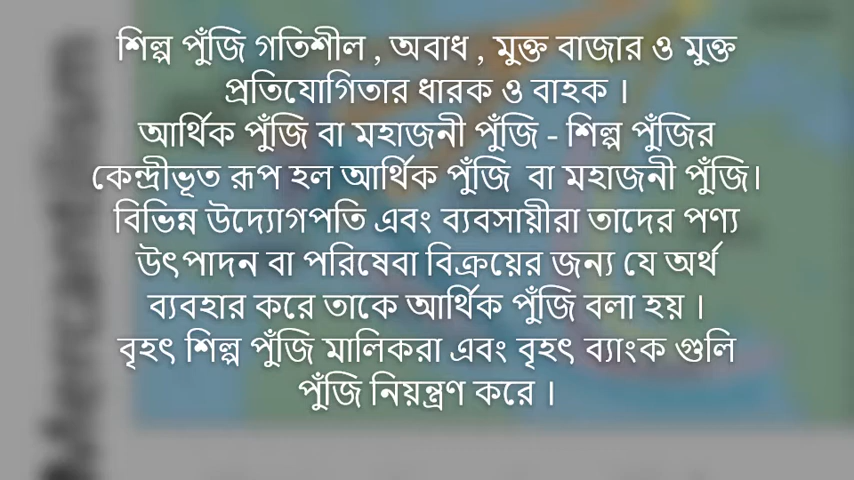 শিল্প পুঁজি গতিশীল , অবাধ , মুক্ত বাজার ও মুক্ত
প্রতিযোগিতার ধারক ও বাহক ।
আর্থিক পুঁজি বা মহাজনী পুঁজি - শিল্প পুঁজির
কেন্দ্রীভূত রূপ হল আর্থিক পুঁজি বা মহাজনী পুঁজি।
বিভিন্ন উদ্যোগপতি এবং ব্যবসায়ীরা তাদের পণ্য
উৎপাদন বা পরিষেবা বিক্রয়ের জন্য যে অর্থ
ব্যবহার করে তাকে আর্থিক পুঁজি বলা হয় ।
বৃহৎ শিল্প পুঁজি মালিকরা এবং বৃহৎ ব্যাংক গুলি
পুঁজি নিয়ন্ত্রণ করে ।